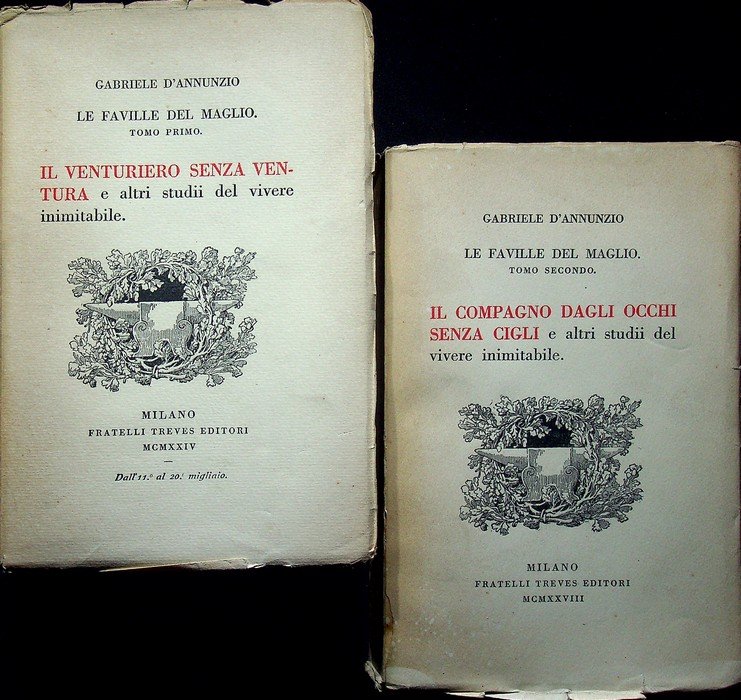 GABRIELE D'ANNUNZIO
LE FAVILLE DEL MAGLIO.
TOMO PRIMO.
IL VENTURIERO SENZA VEN-
TURA e altri studii del vivere
inimitabile.
MILANO
FRATELLI TREVES EDITORI
MCMXXIV
—
Dall'11.º al 20.º migliaio.
GABRIELE D'ANNUNZIO
LE FAVILLE DEL MAGLIO.
TOMO SECONDO.
IL COMPAGNO DAGLI OCCHI
SENZA CIGLI e altri studii del
vivere inimitabile.
MILANO
FRATELLI TREVES EDITORI
MCMXXVIII